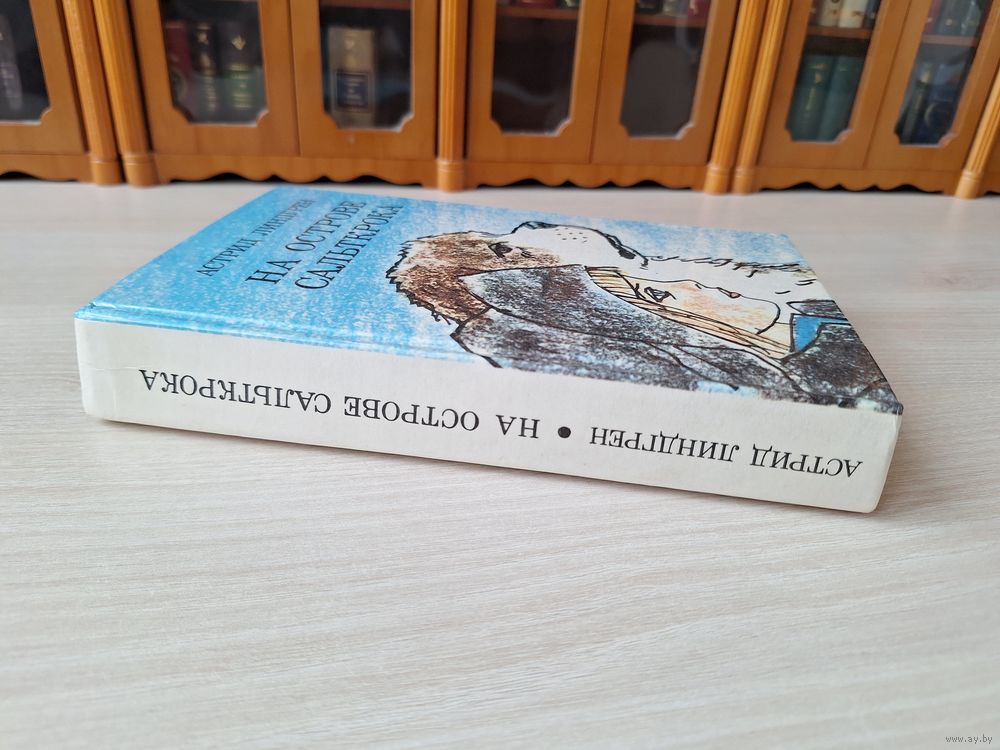 АСТРИД ЛИНДГРЕН
НА ОСТРОВЕ
САЛЬТКРОКА
АСТРИД ЛИНДГРЕН • НА ОСТРОВЕ САЛЬТКРОКА
www.ay.by